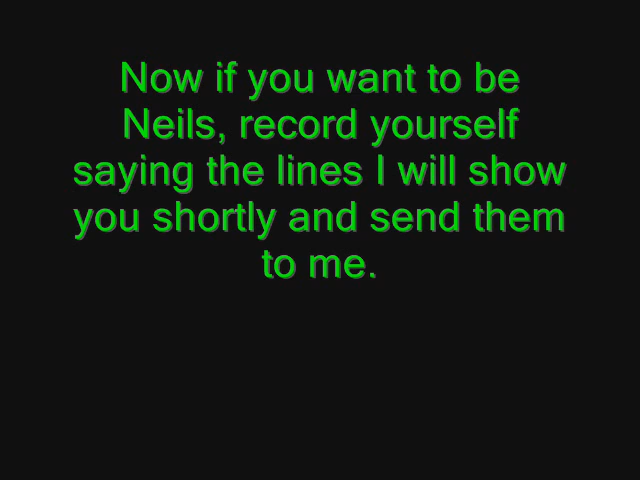 Now if you want to be
Neils, record yourself
saying the lines I will show
you shortly and send them
to me.